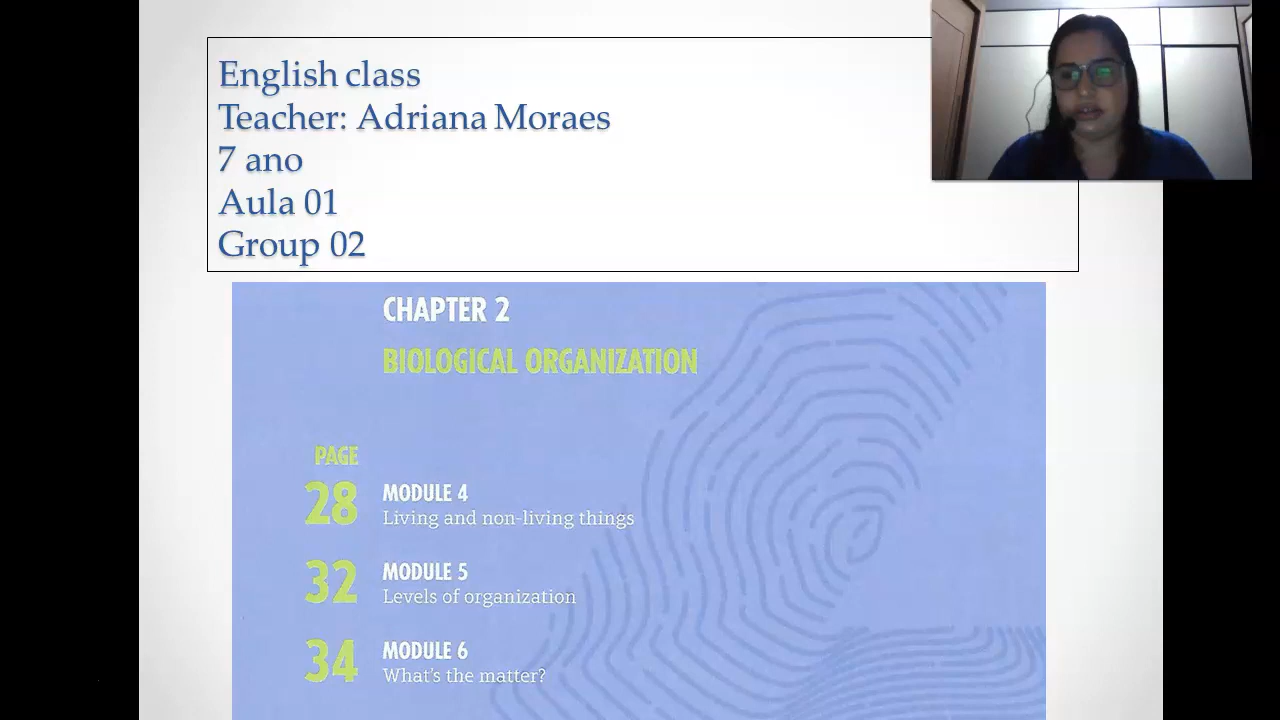 English class
Teacher: Adriana Moraes
7 ano
Aula 01
Group 02
CHAPTER 2
BIOLOGICAL ORGANIZATION
PAGE
28 MODULE 4
Living and non-living things
32 MODULE 5
Levels of organization
34 MODULE 6
What's the matter?